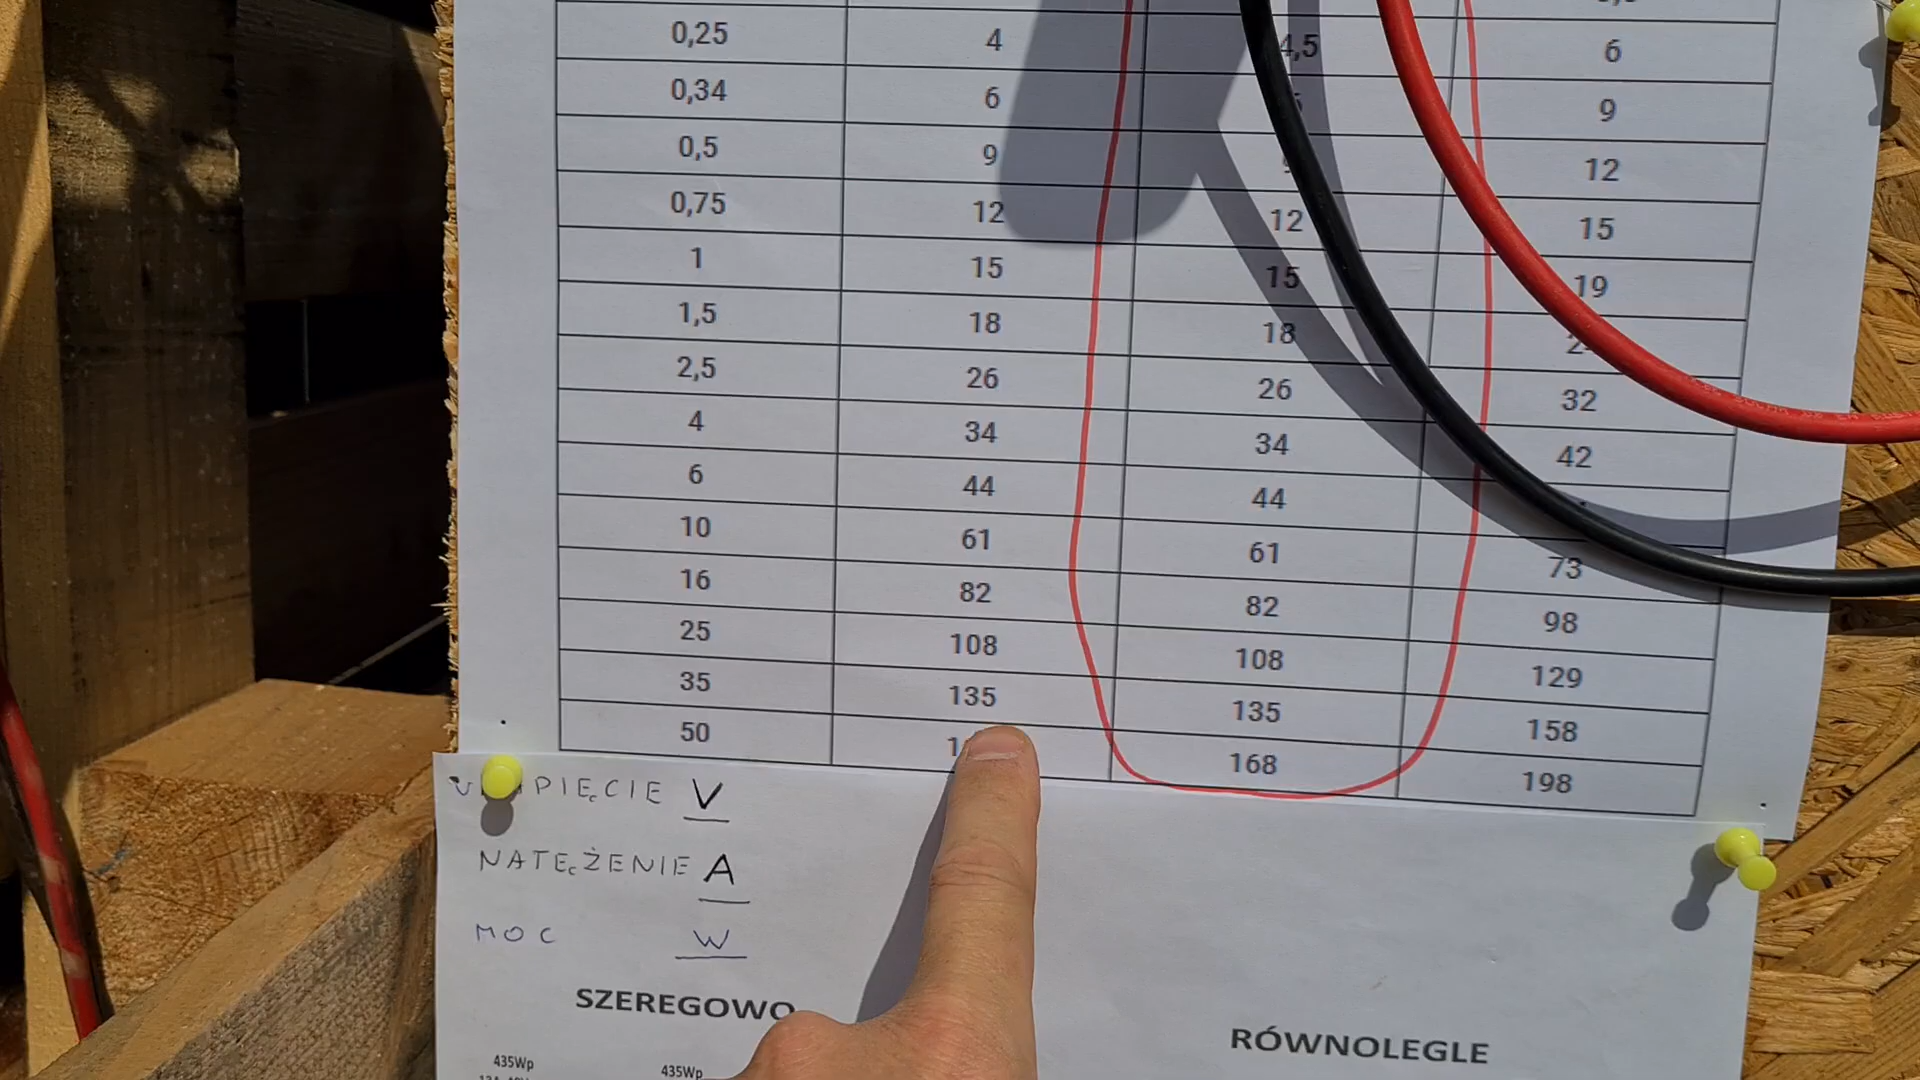 0,25 4 4,5 6
0,34 6 9
0,5 9 12
0,75 12 12 15
1 15 15 19
1,5 18 18
2,5 26 26 32
4 34 34 42
6 44 44
10 61 61 73
16 82 82 98
25 108 108 129
35 135 135 158
50 168 198
V
NATĘŻENIE A
MOC W
SZEREGOWO RÓWNOLEGLE
435Wp 435Wp